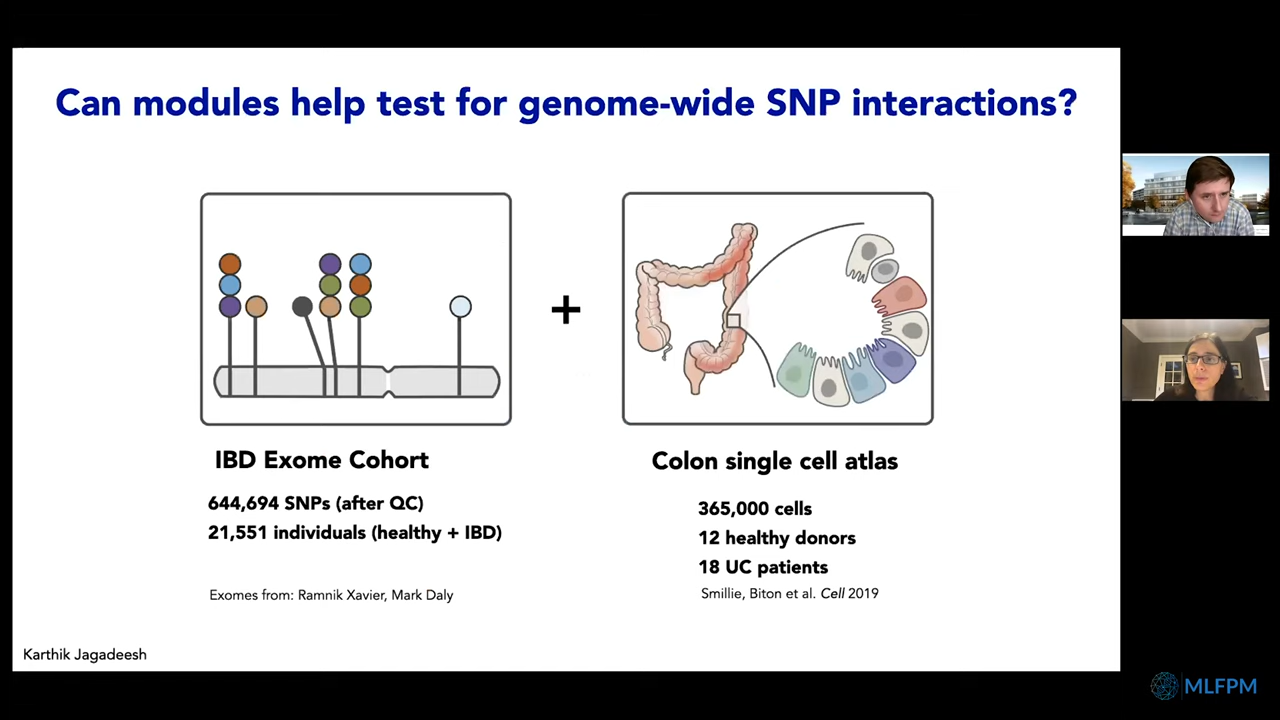 Can modules help test for genome-wide SNP interactions?
+
IBD Exome Cohort
644,694 SNPs (after QC)
21,551 individuals (healthy + IBD)
Exomes from: Ramnik Xavier, Mark Daly
Colon single cell atlas
365,000 cells
12 healthy donors
18 UC patients
Smillie, Biton et al. Cell 2019
Karthik Jagadeesh
MLFPM